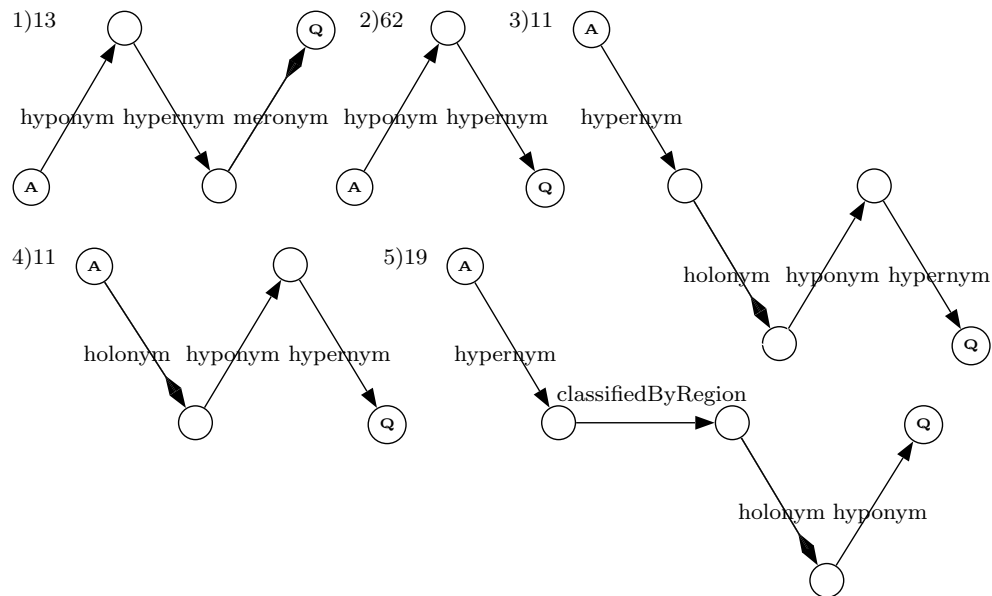 1)13 Q 2)62 3)11 A
hyponym hypernym meronym hyponym hypernym hypernym
A A Q
4)11 A 5)19 A holonym hyponym hypernym
holonym hyponym hypernym hypernym Q
classifiedByRegion
Q Q
holonym hyponym